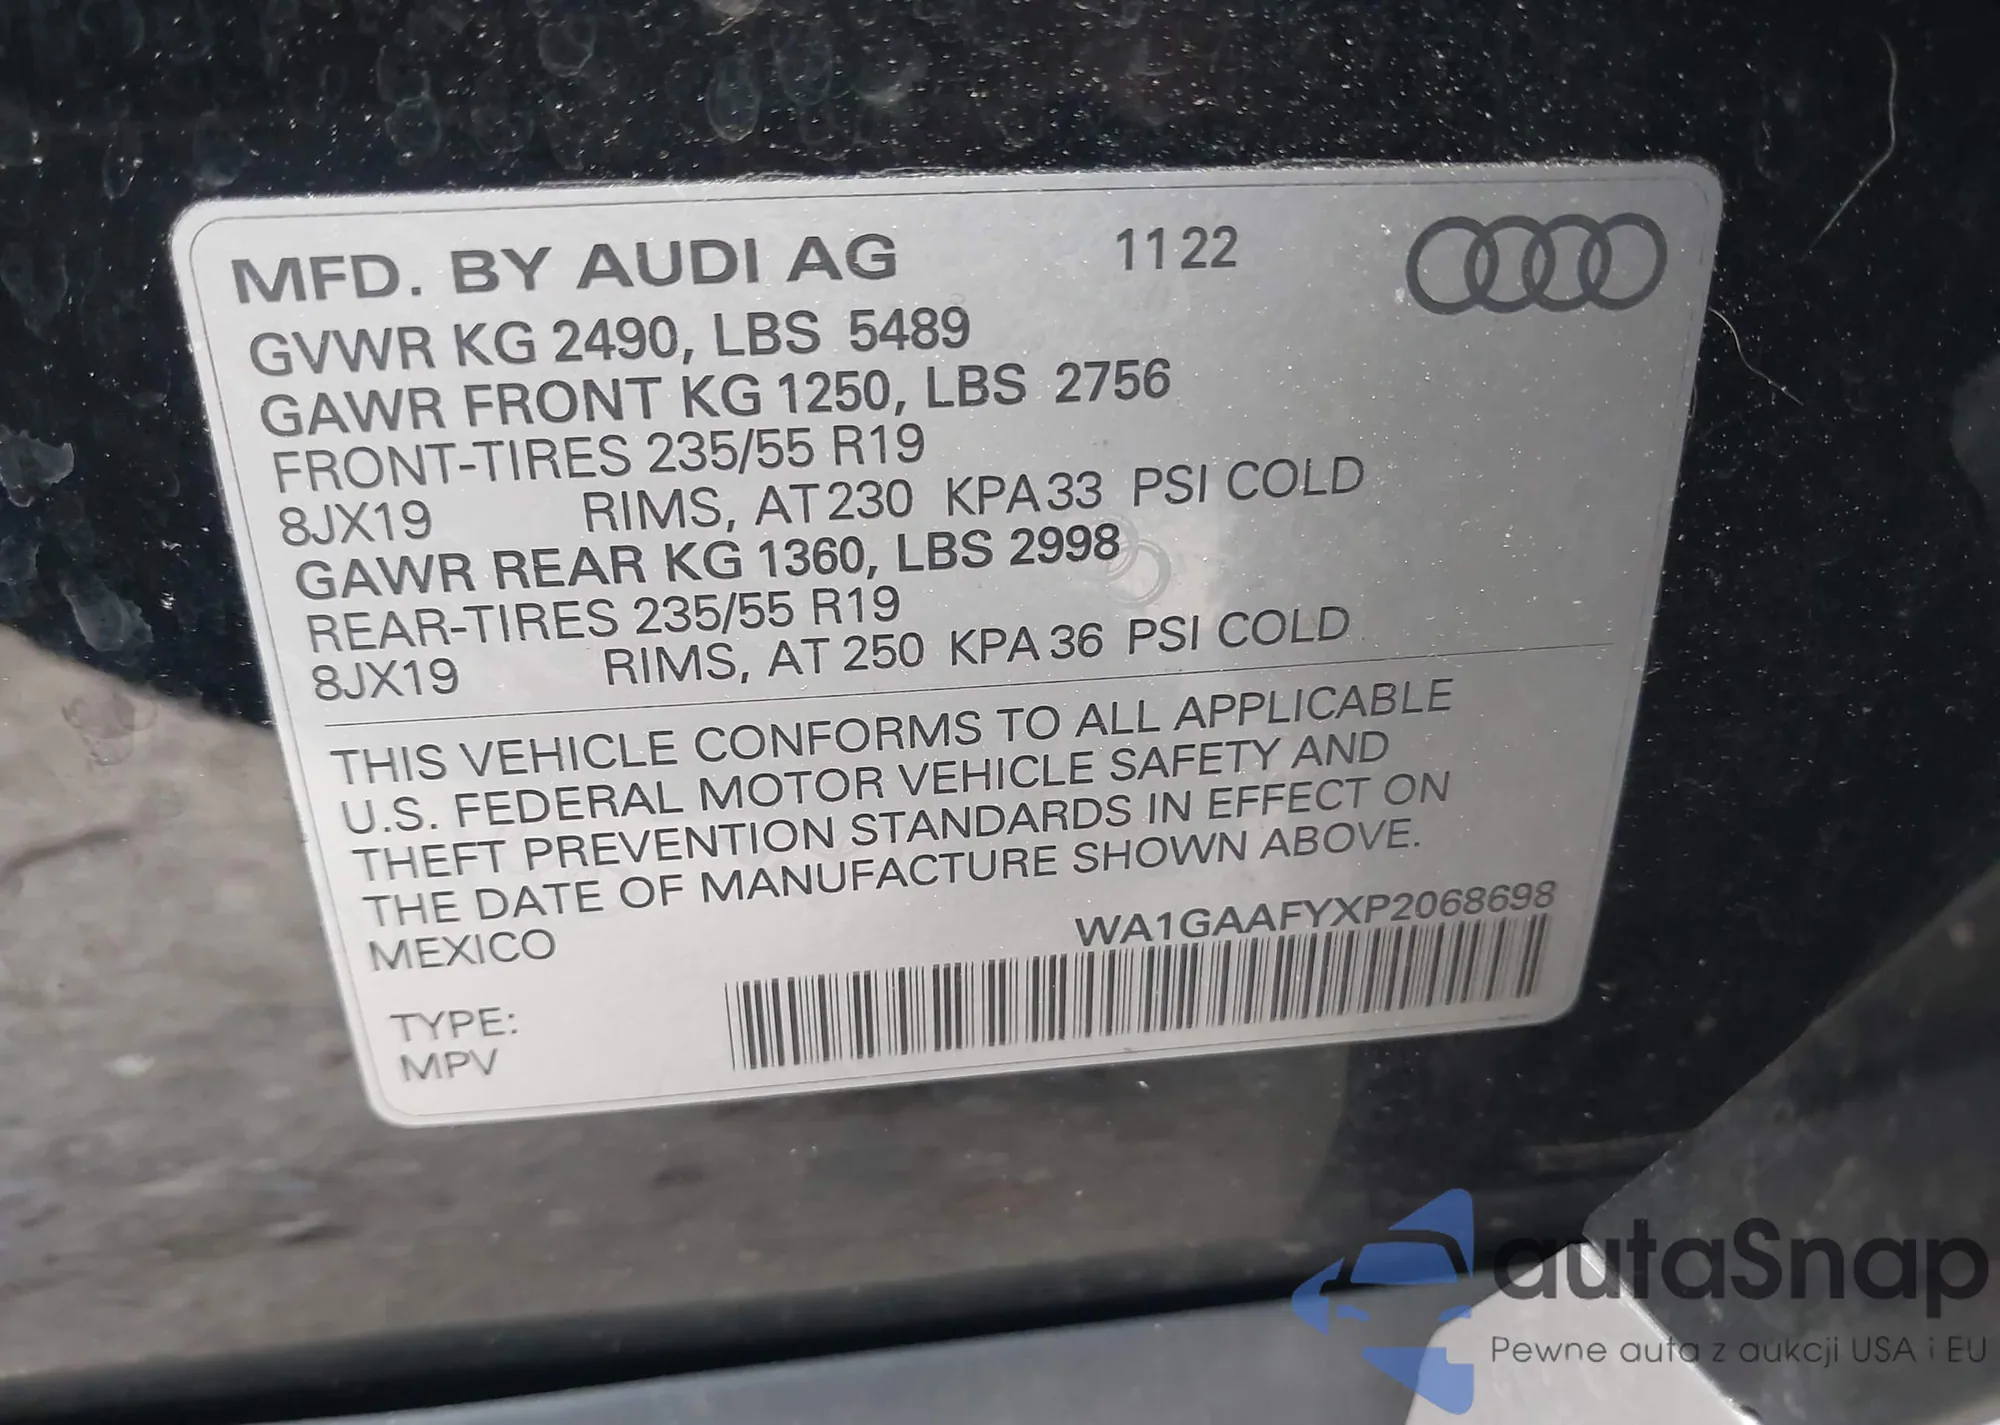 MFD. BY AUDI AG 11 22
GVWR KG 2490, LBS 5489
GAWR FRONT KG 1250, LBS 2756
FRONT-TIRES 235/55 R19
8JX19 RIMS, AT 230 KPA 33 PSI COLD
GAWR REAR KG 1360, LBS 2998
REAR-TIRES 235/55 R19
8JX19 RIMS, AT 250 KPA 36 PSI COLD
THIS VEHICLE CONFORMS TO ALL APPLICABLE
U.S. FEDERAL MOTOR VEHICLE SAFETY AND
THEFT PREVENTION STANDARDS IN EFFECT ON
THE DATE OF MANUFACTURE SHOWN ABOVE.
MEXICO WA1GAAFYXP2068698
TYPE:
MPV
autaSnap
Pewne auta z aukcji USA i EU